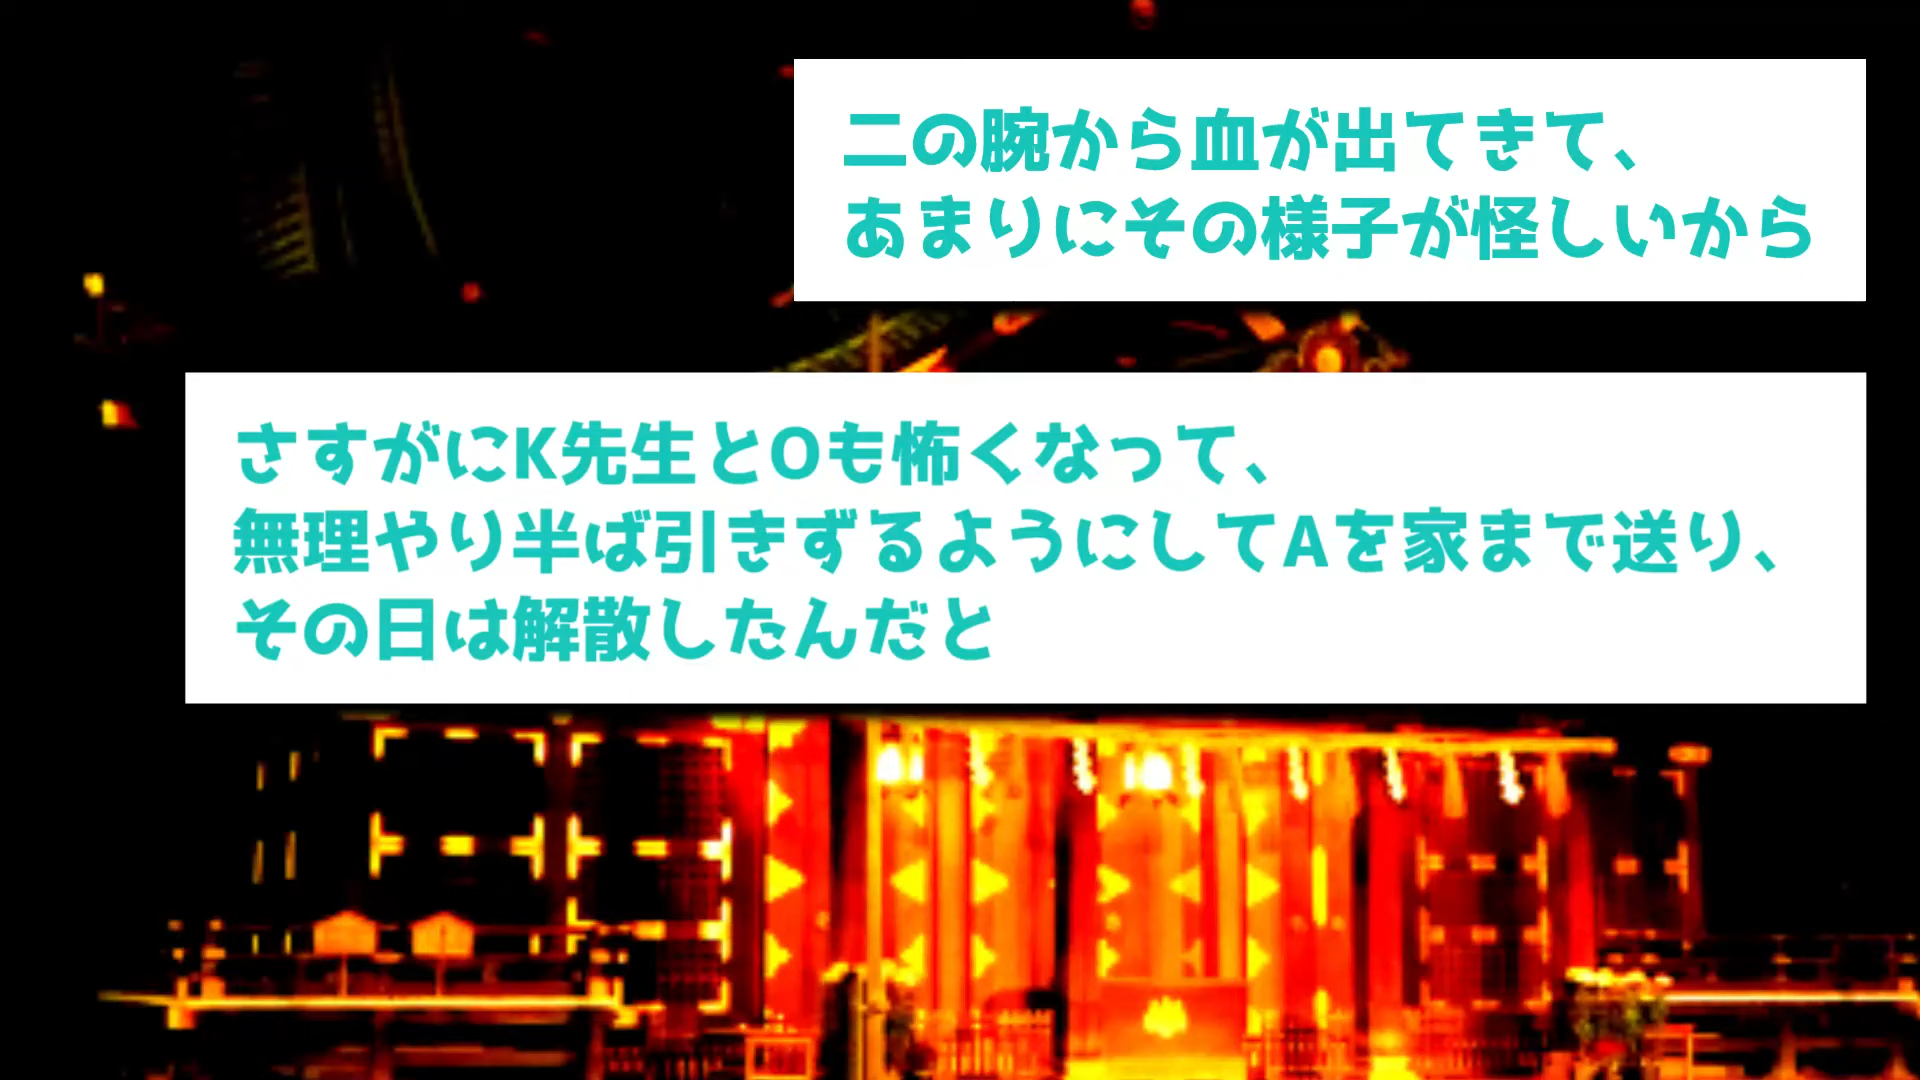 二の腕から血が出てきて、
あまりにその様子が怪しいから
さすがにK先生とOも怖くなって、
無理やり半ば引きずるようにしてAを家まで送り、
その日は解散したんだと